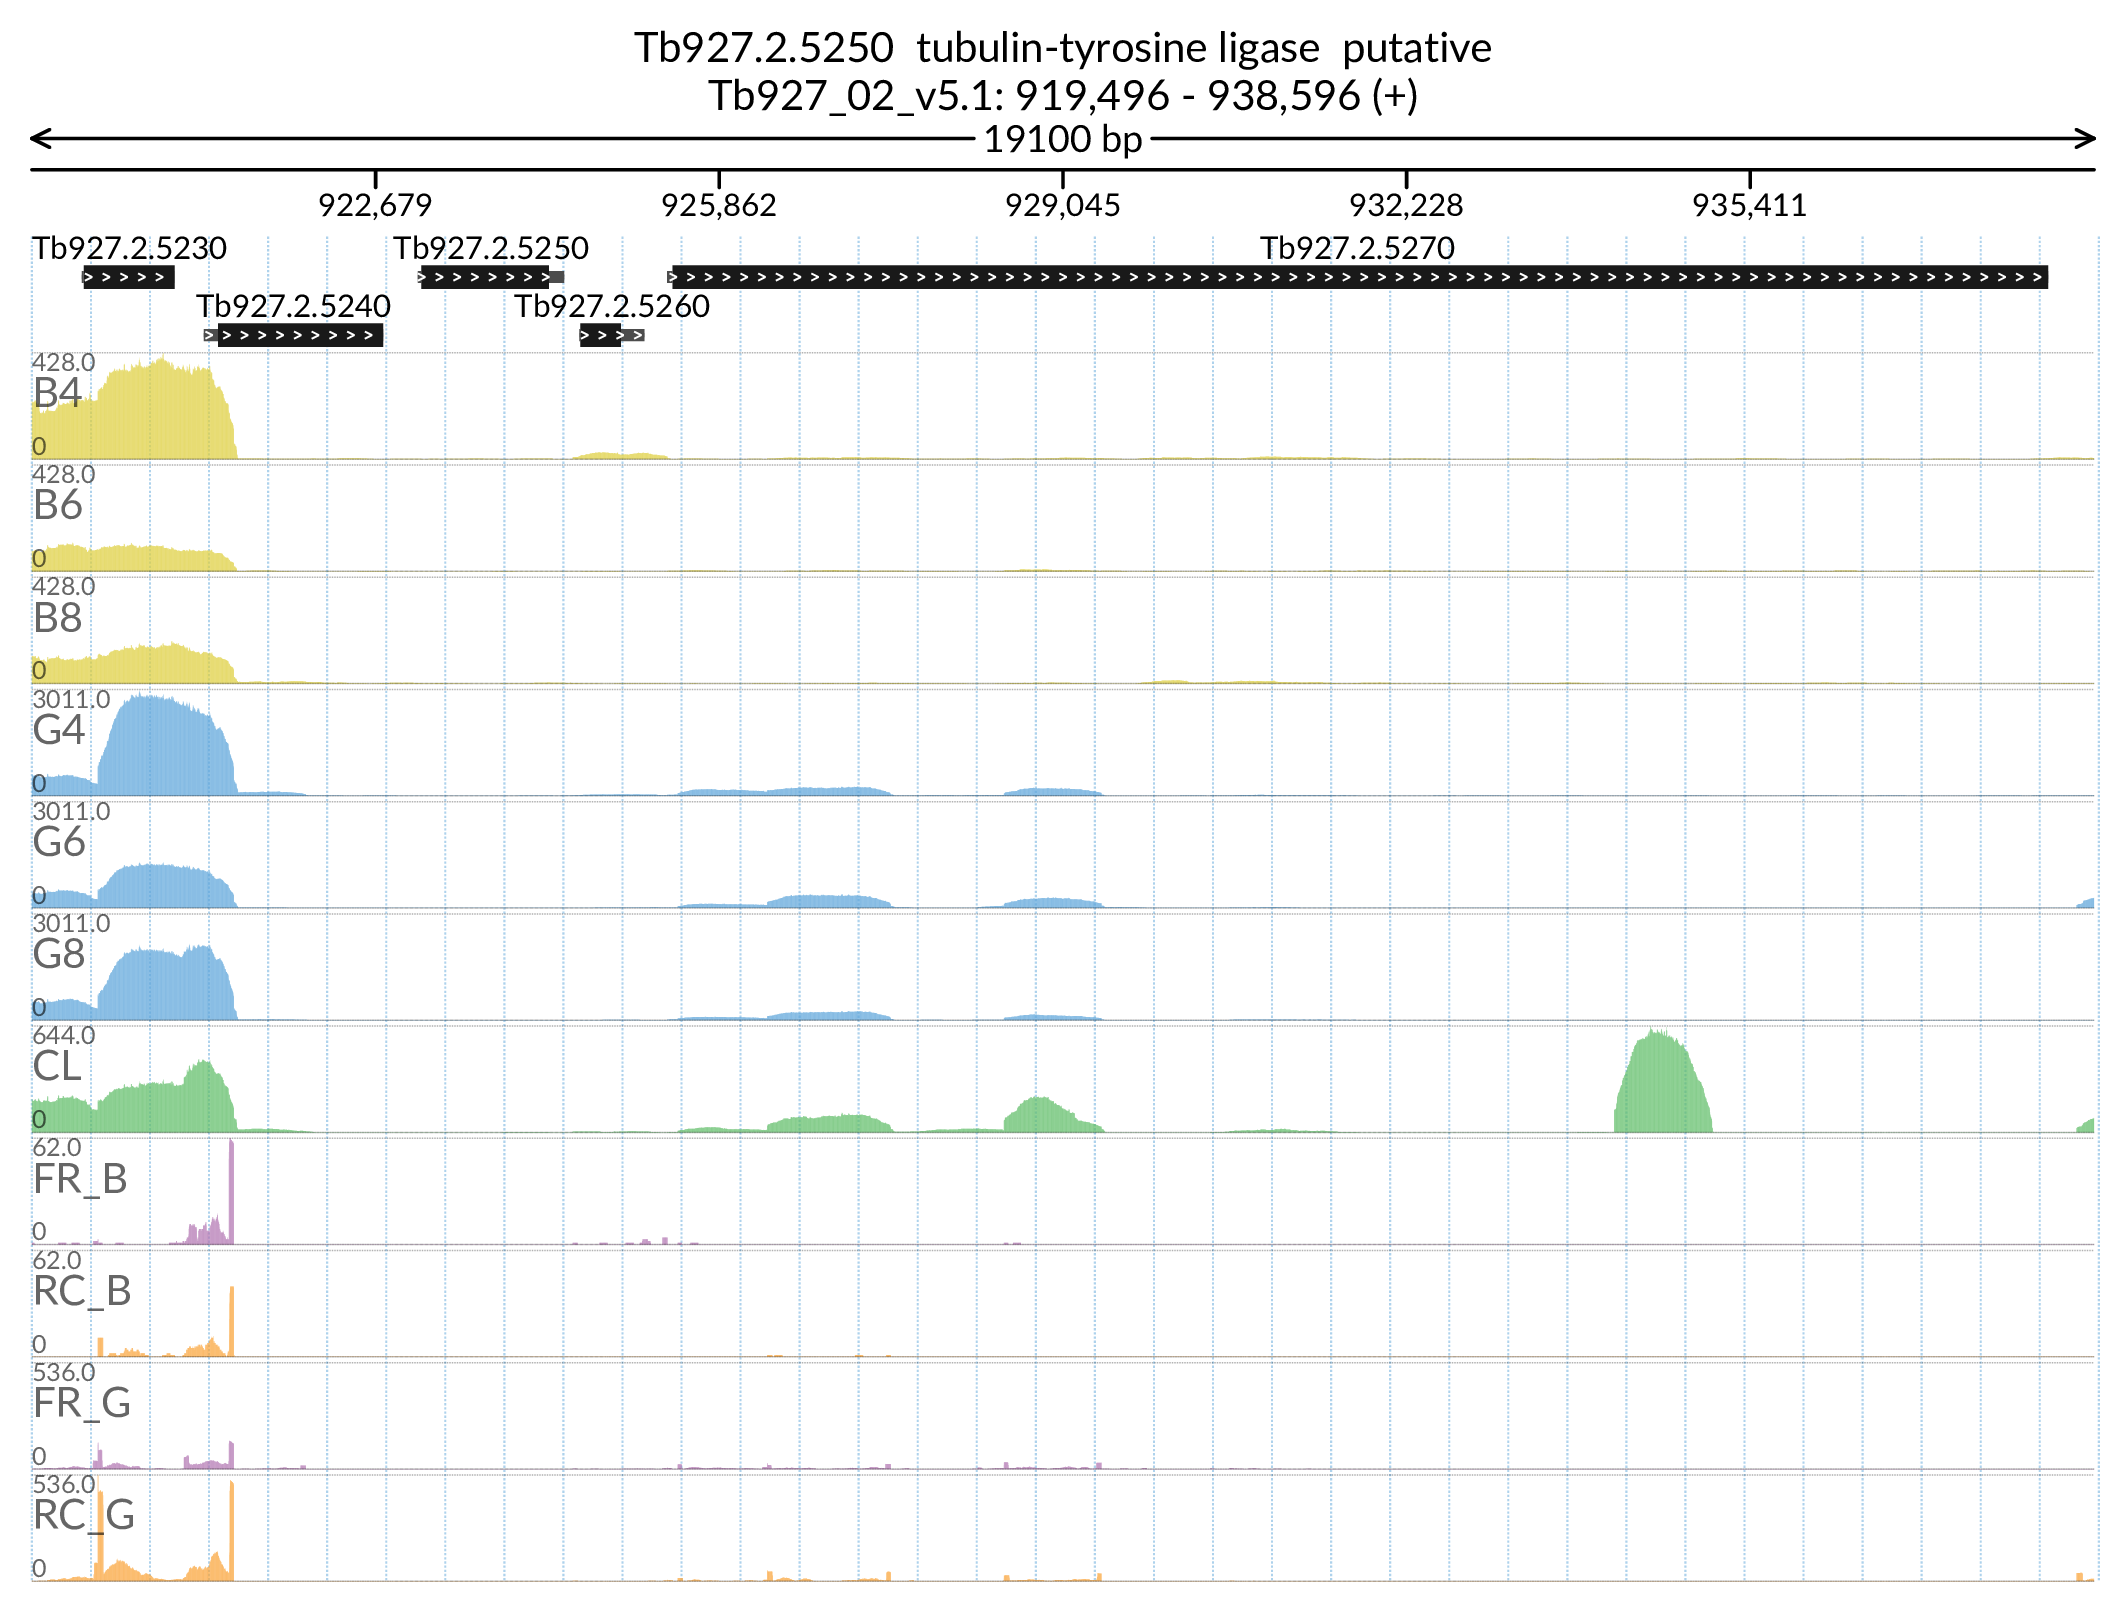 Tb927.2.5250 tubulin-tyrosine ligase putative
Tb927_02_v5.1: 919,496 - 938,596 (+)
19100 bp
922,679 925,862 929,045 932,228 935,411
Tb927.2.5230 Tb927.2.5250 Tb927.2.5270
Tb927.2.5240 Tb927.2.5260
428.0
B4
0
428.0
B6
0
428.0
B8
0
3011.0
G4
0
3011.0
G6
0
3011.0
G8
0
644.0
CL
0
62.0
FR_B
0
62.0
RC_B
0
536.0
FR_G
0
536.0
RC_G
0